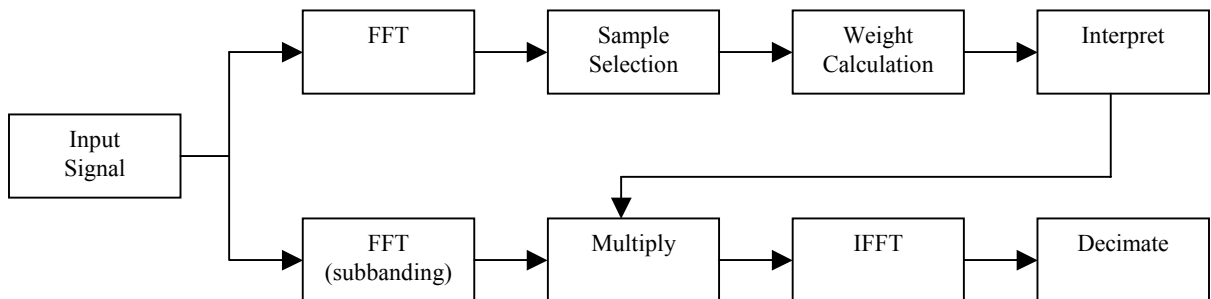 FFT
Sample
Selection
Weight
Calculation
Interpret
Input
Signal
FFT
(subbanding)
Multiply
IFFT
Decimate